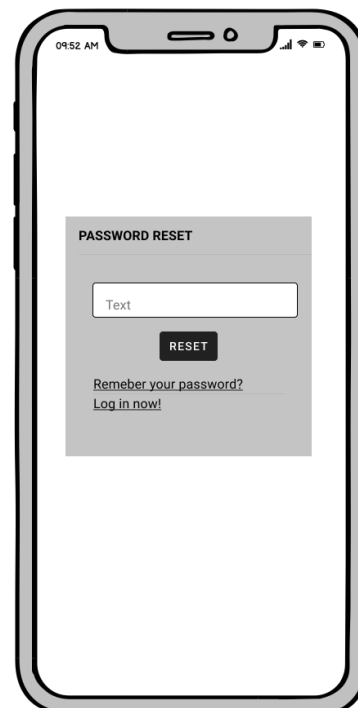 09:52 AM
PASSWORD RESET
Text
RESET
Remeber your password?
Log in now!